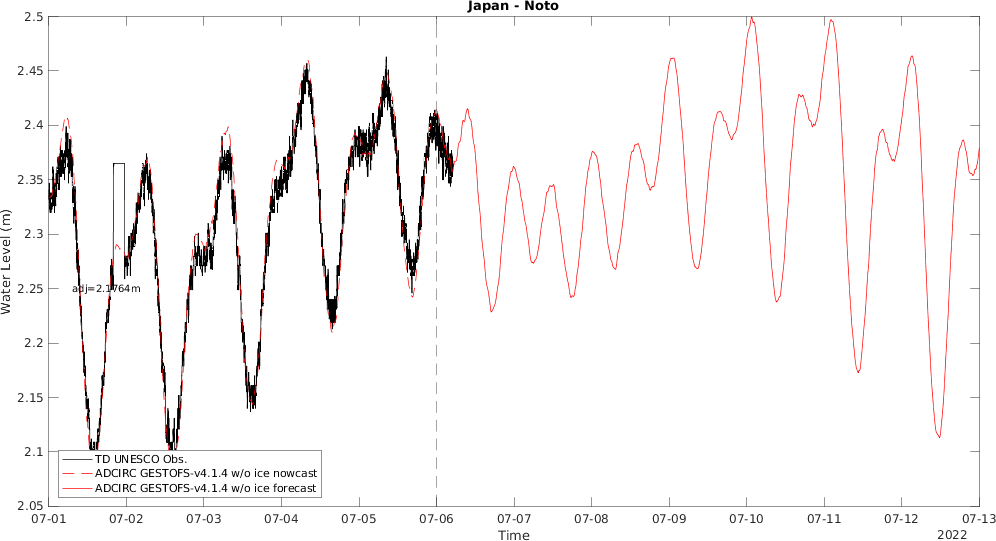 Japan - Noto
2.5
2.45
2.4
2.35
2.3
2.25
2.2
2.15
2.1
2.05
Water Level (m)
adj=2.1764m
TD UNESCO Obs.
ADCIRC GESTOFS-v4.1.4 w/o ice nowcast
ADCIRC GESTOFS-v4.1.4 w/o ice forecast
07-01 07-02 07-03 07-04 07-05 07-06 07-07 07-08 07-09 07-10 07-11 07-12 07-13
Time
2022